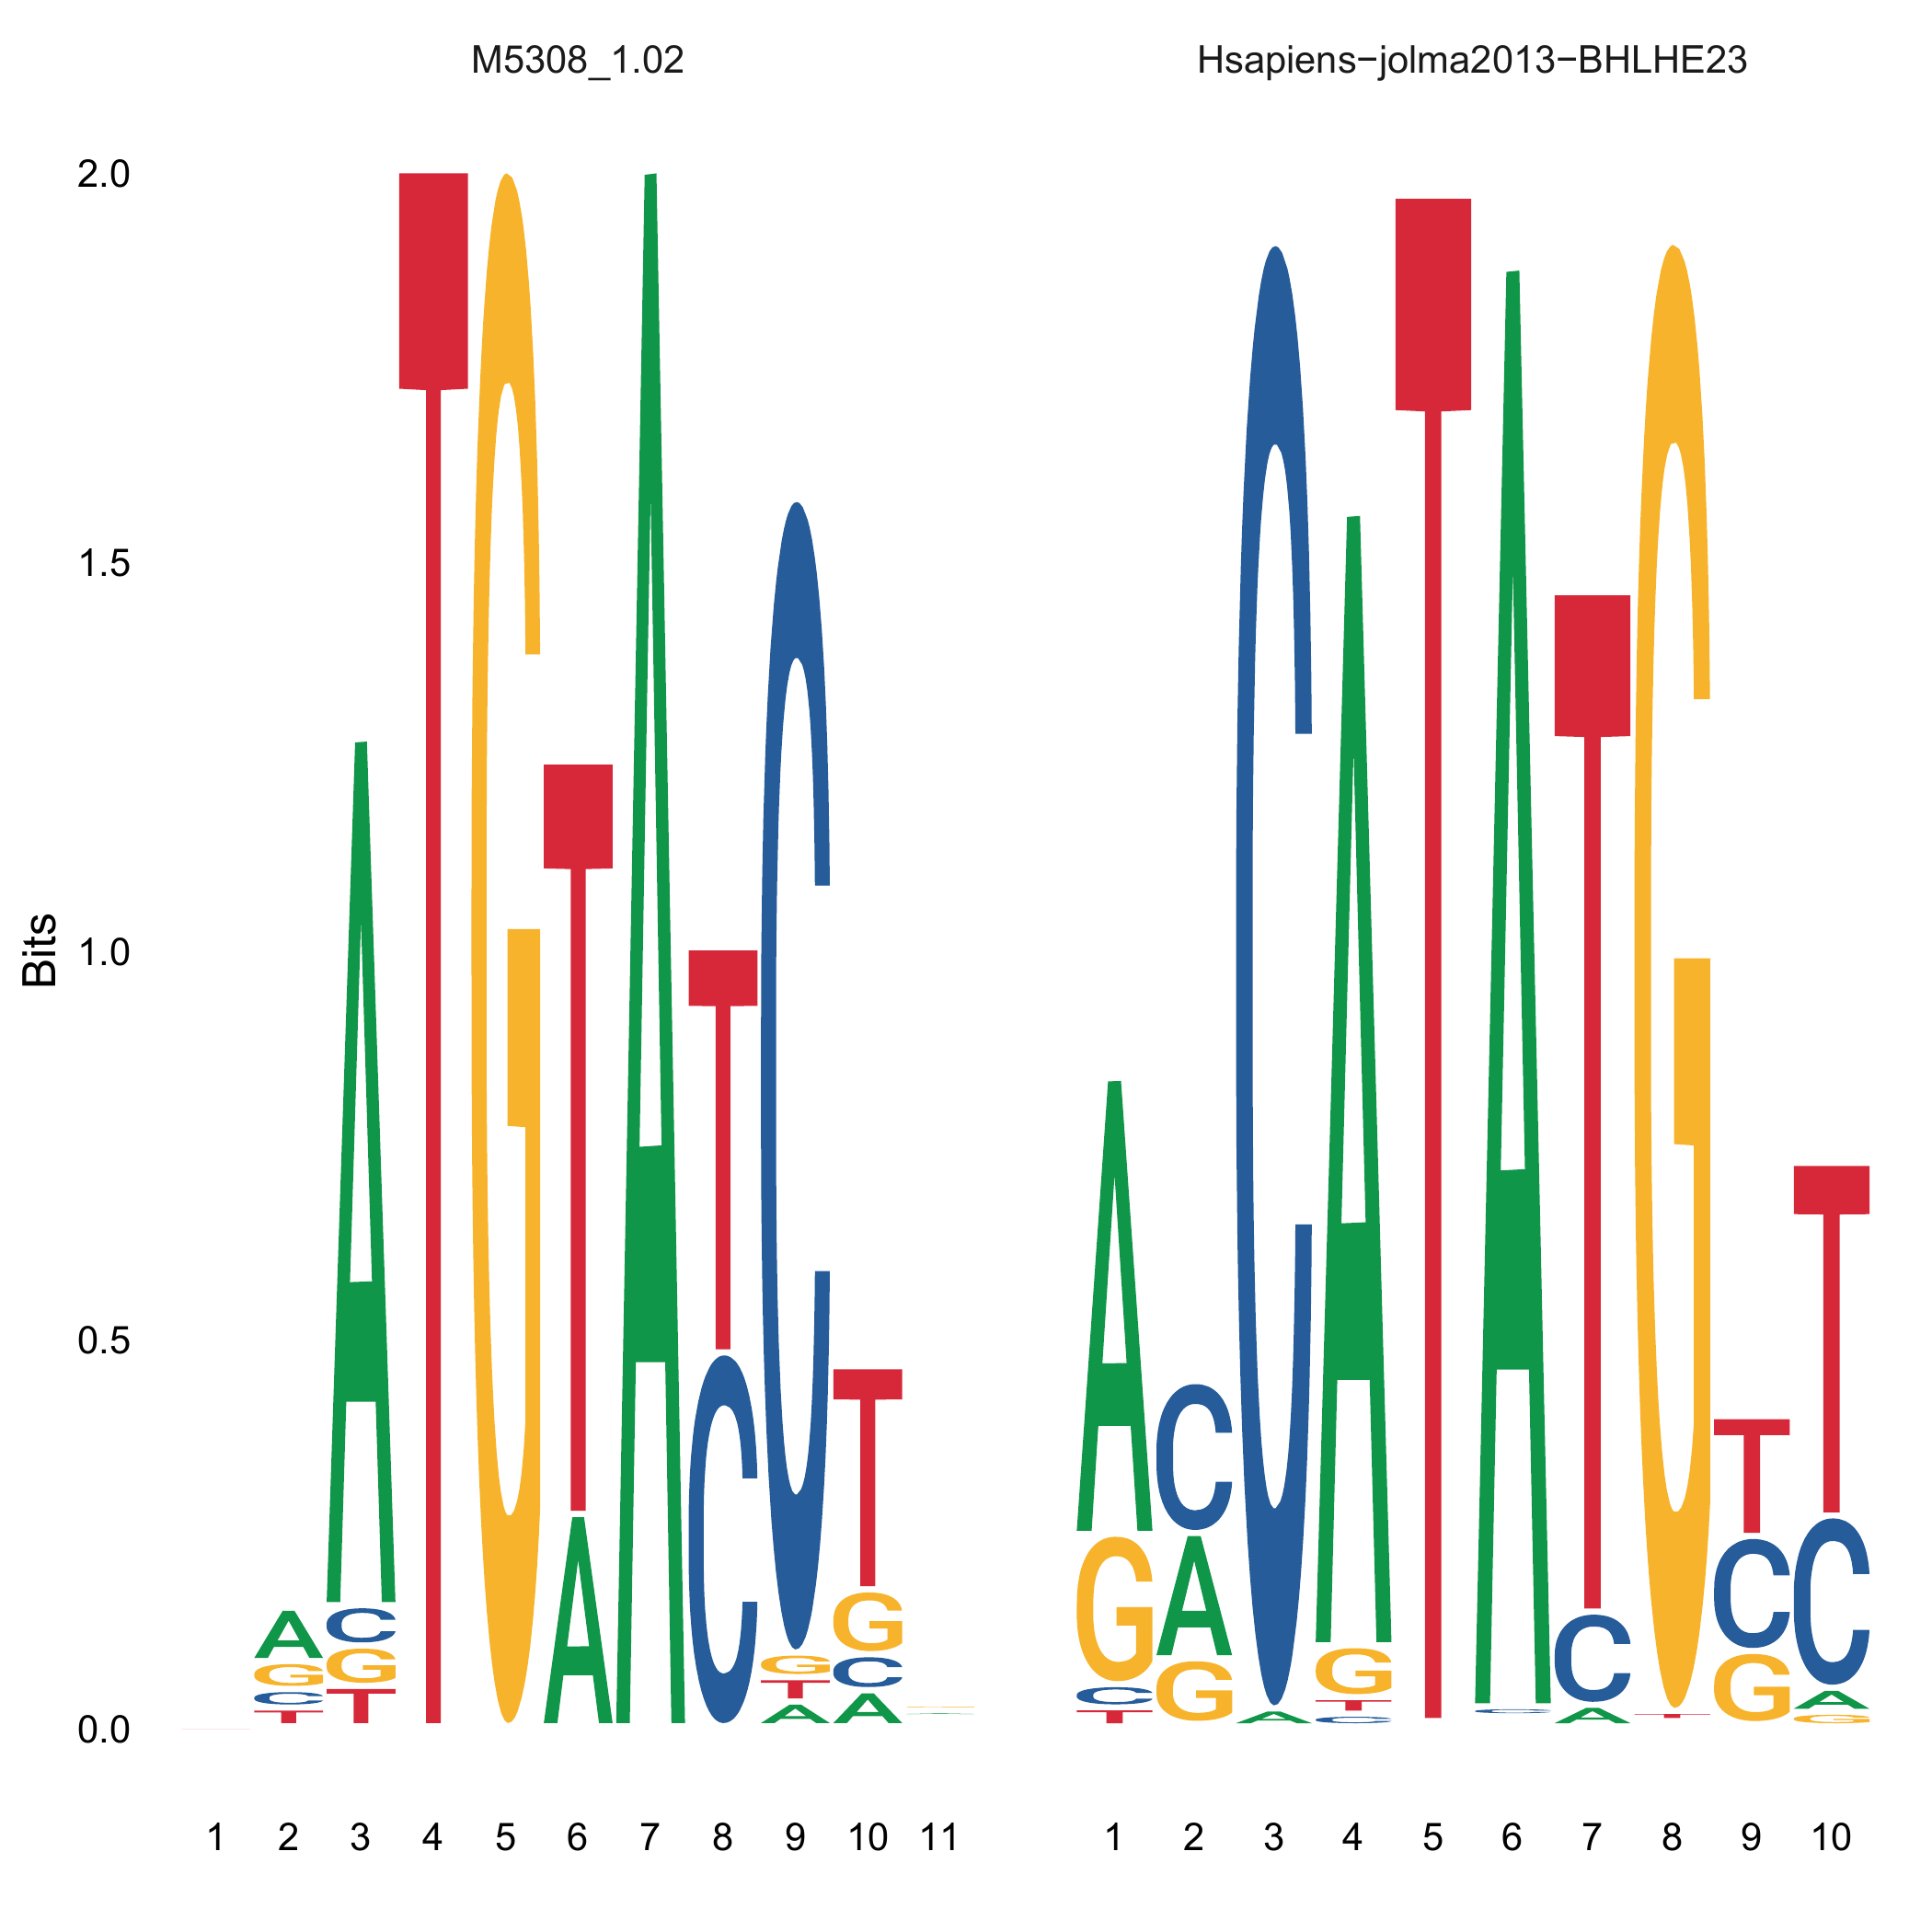 M5308_1.02 Hsapiens−jolma2013−BHLHE23
Bits
2.0
1.5
1.0
0.5
0.0
A G C T
A C G T
T
G
T A
A
T C
C G T A
T G C A
A G C T
C A G
C A
A G T C
T
A C
T C A
G T
T C G
T C A G
1 2 3 4 5 6 7 8 9 10 11 1 2 3 4 5 6 7 8 9 10